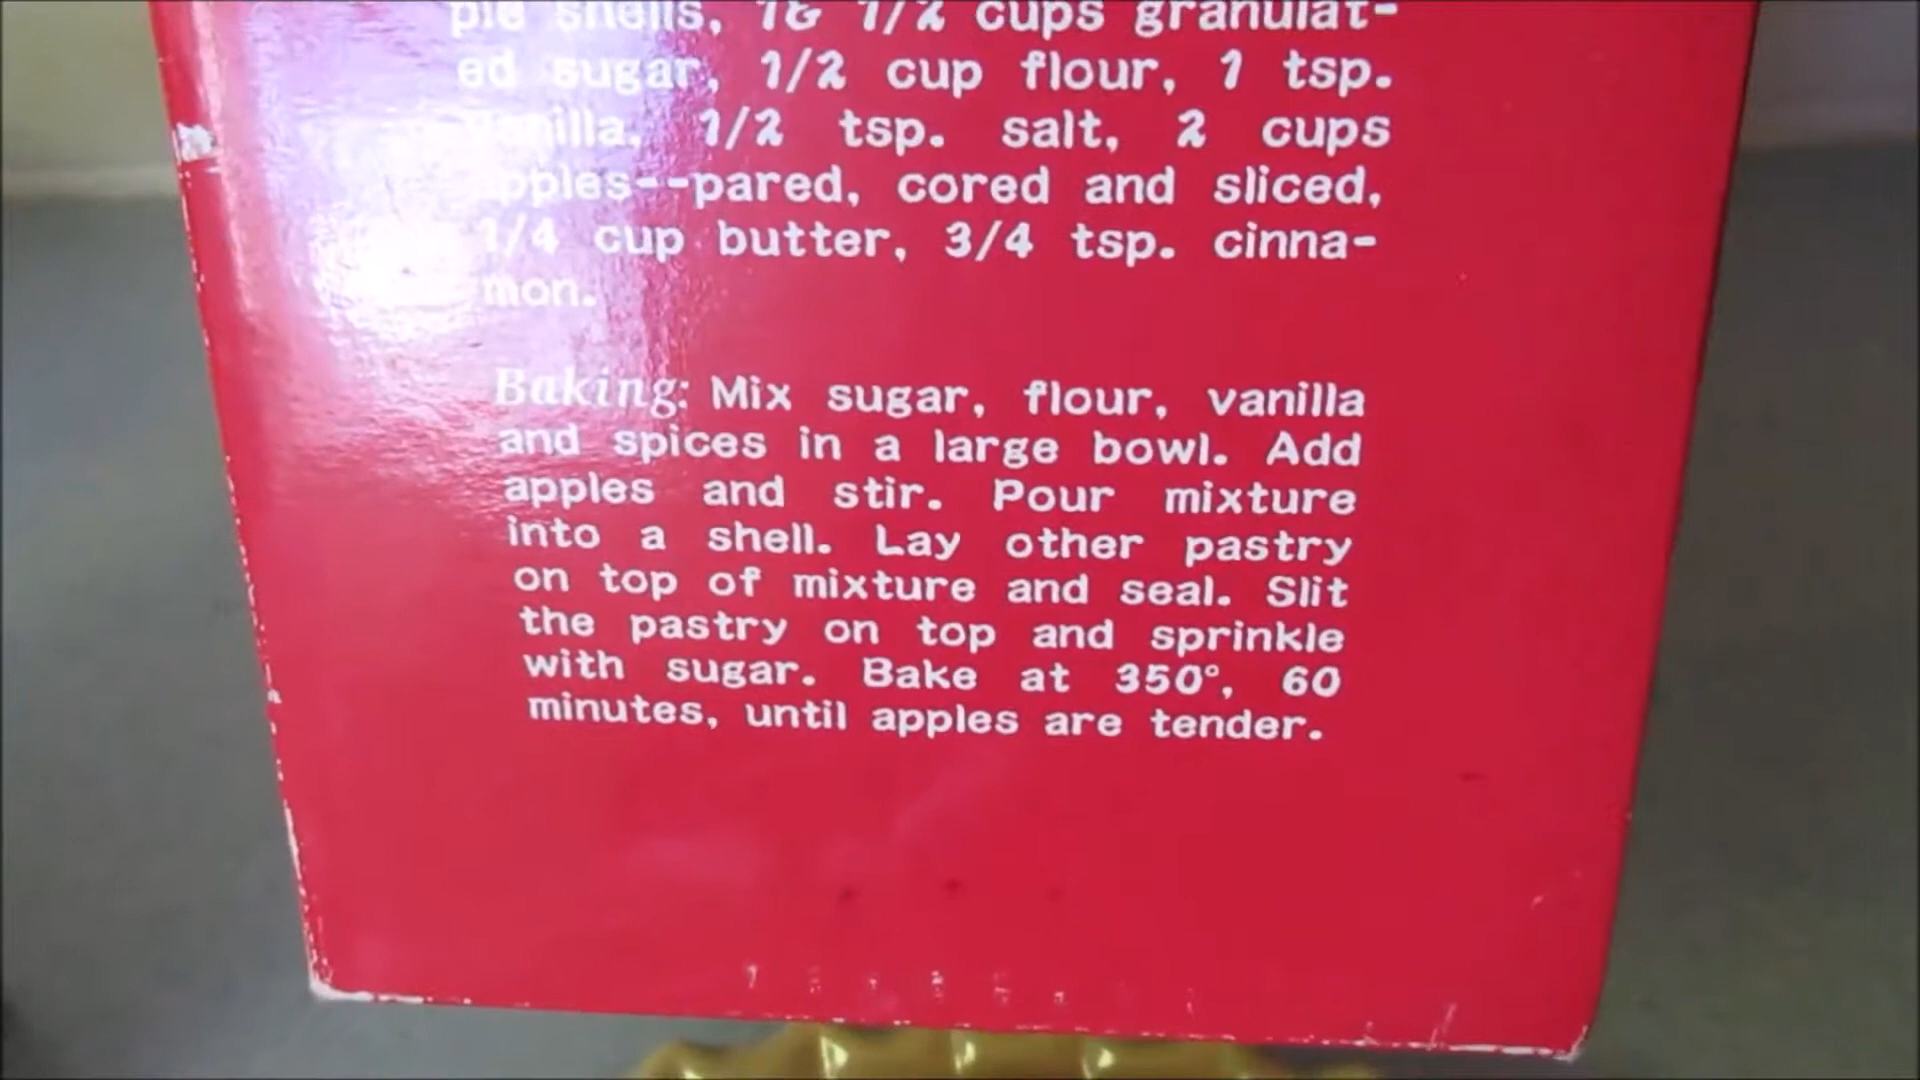 pie shells, 1& 1/2 cups granulat-
ed sugar, 1/2 cup flour, 1 tsp.
vanilla, 1/2 tsp. salt, 2 cups
apples--pared, cored and sliced,
1/4 cup butter, 3/4 tsp. cinna-
mon.
Baking: Mix sugar, flour, vanilla
and spices in a large bowl. Add
apples and stir. Pour mixture
into a shell. Lay other pastry
on top of mixture and seal. Slit
the pastry on top and sprinkle
with sugar. Bake at 350°, 60
minutes, until apples are tender.